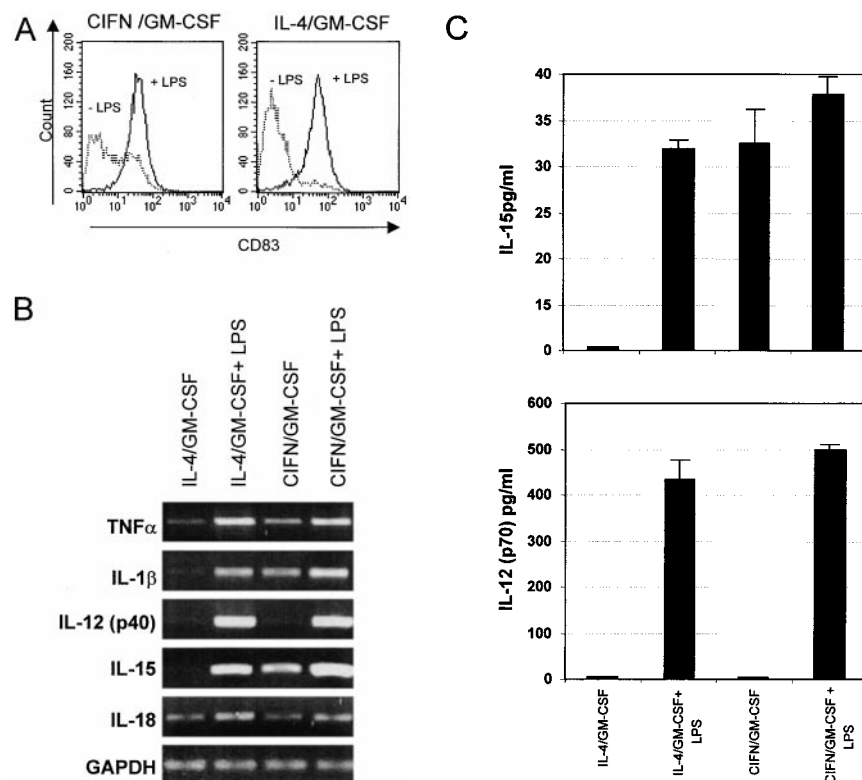 A
CIFN /GM-CSF
IL-4/GM-CSF
Count
200
160
120
80
40
0
- LPS
+ LPS
10^0 10^1 10^2 10^3 10^4
200
160
120
80
40
0
- LPS
+ LPS
10^0 10^1 10^2 10^3 10^4
CD83
B
IL-4/GM-CSF
IL-4/GM-CSF+ LPS
CIFN/GM-CSF
CIFN/GM-CSF+ LPS
TNFα
IL-1β
IL-12 (p40)
IL-15
IL-18
GAPDH
C
IL-15pg/ml
40
35
32
25
32
15
0
IL-12 (p70) pg/ml
600
500
400
300
200
100
0
IL-4/GM-CSF
IL-4/GM-CSF+
LPS
CIFN/GM-CSF
CIFN/GM-CSF +
LPS